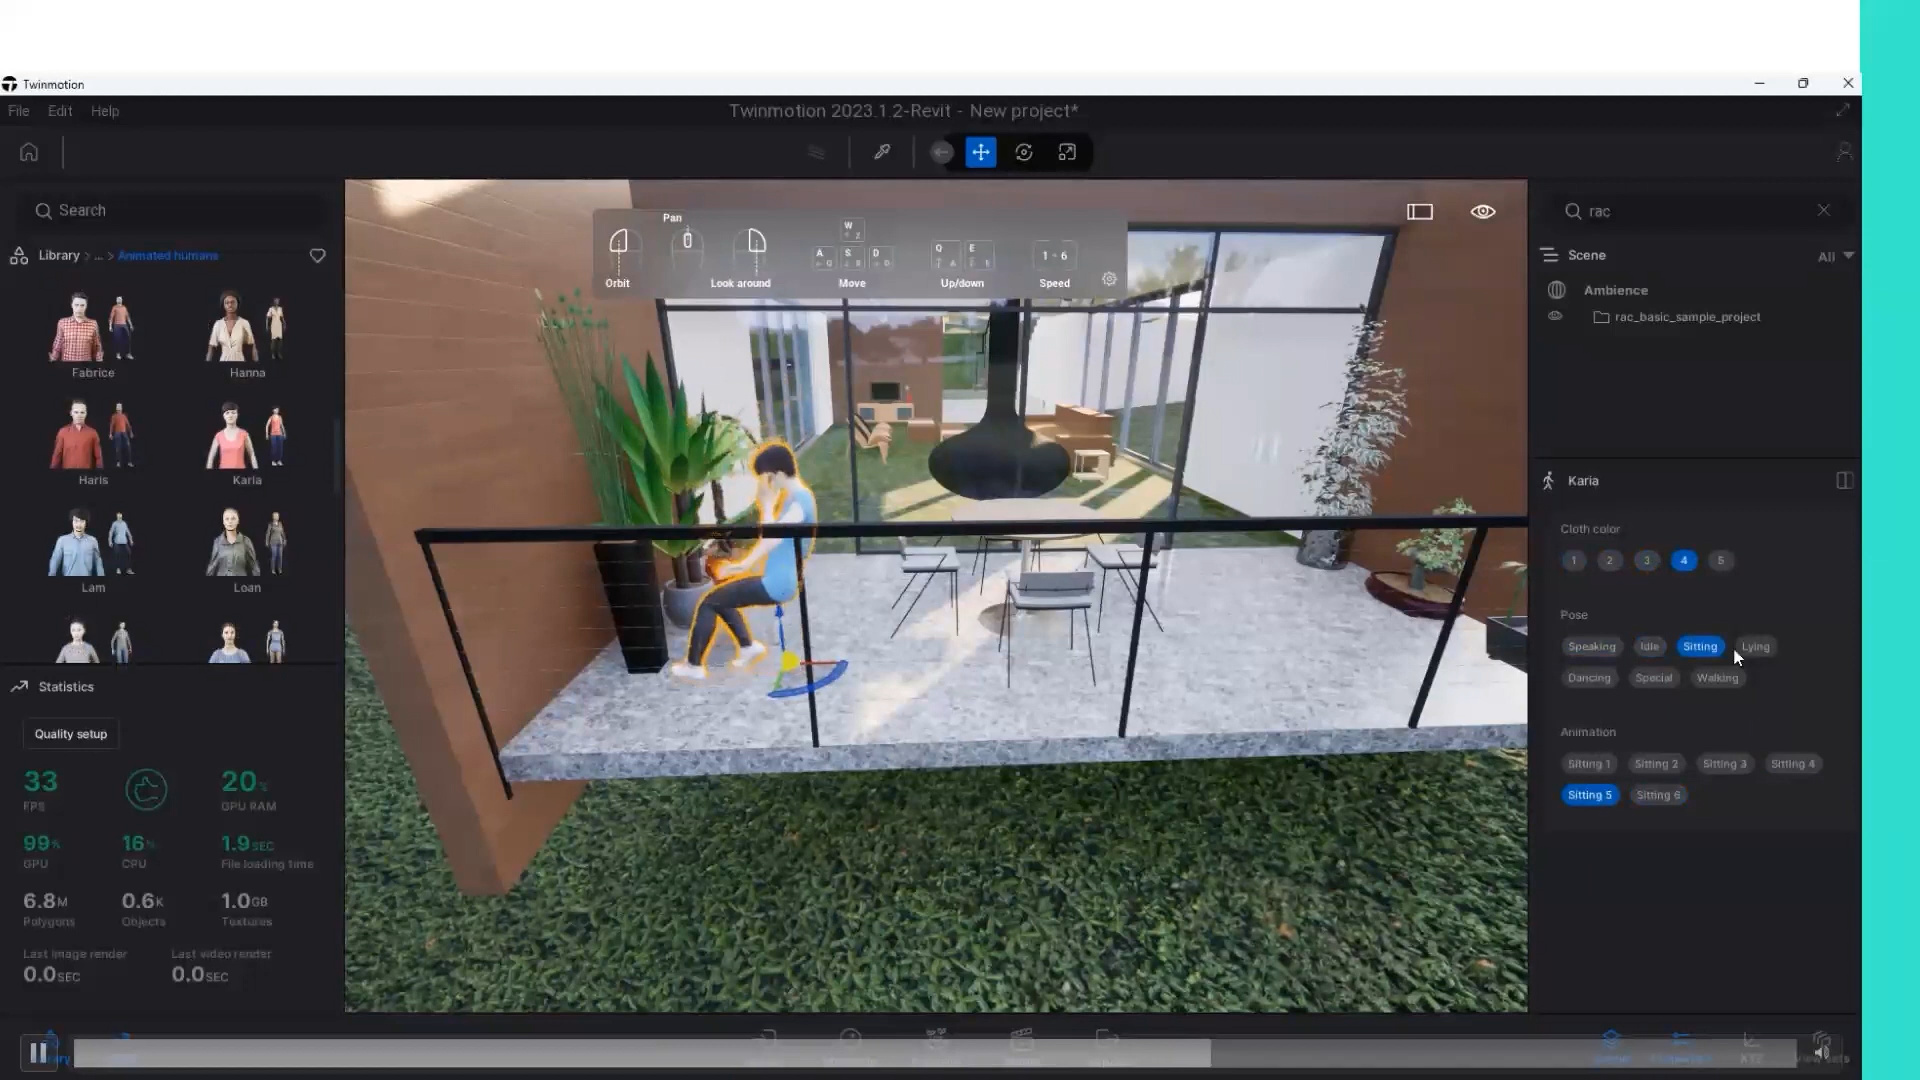 Twinmotion
File Edit Help
Twinmotion 2023.1.2-Revit - New project*
Search
Library > ... > Animated humans
Fabrice Hanna
Haris Karla
Lam Loan
Statistics
Quality setup
33 20%
FPS GPU RAM
99% 16% 1.9SEC
GPU CPU File loading time
6.8M 0.6K 1.0GB
Polygons Objects Textures
Last image render Last video render
0.0SEC 0.0SEC
Pan
W
A S D
Q E
1 - 6
Orbit Look around Move Up/down Speed
rac
Scene All
Ambience
rac_basic_sample_project
Karla
Cloth color
1 2 3 4 5
Pose
Speaking Idle Sitting Lying
Dancing Special Walking
Animation
Sitting 1 Sitting 2 Sitting 3 Sitting 4
Sitting 5 Sitting 6